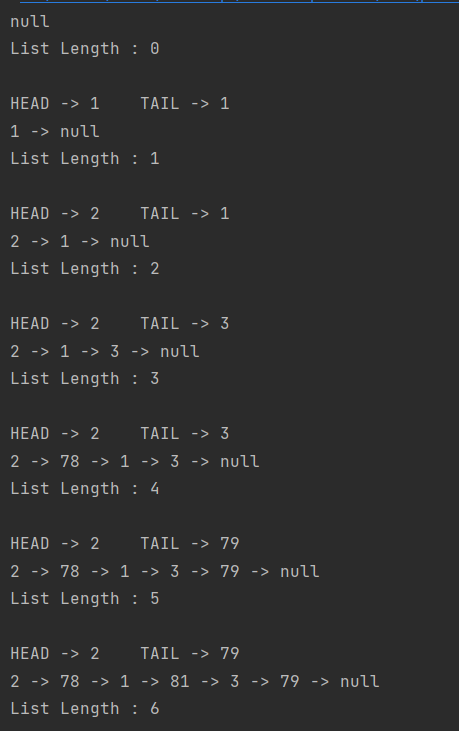 null
List Length : 0
HEAD -> 1    TAIL -> 1
1 -> null
List Length : 1
HEAD -> 2    TAIL -> 1
2 -> 1 -> null
List Length : 2
HEAD -> 2    TAIL -> 3
2 -> 1 -> 3 -> null
List Length : 3
HEAD -> 2    TAIL -> 3
2 -> 78 -> 1 -> 3 -> null
List Length : 4
HEAD -> 2    TAIL -> 79
2 -> 78 -> 1 -> 3 -> 79 -> null
List Length : 5
HEAD -> 2    TAIL -> 79
2 -> 78 -> 1 -> 81 -> 3 -> 79 -> null
List Length : 6